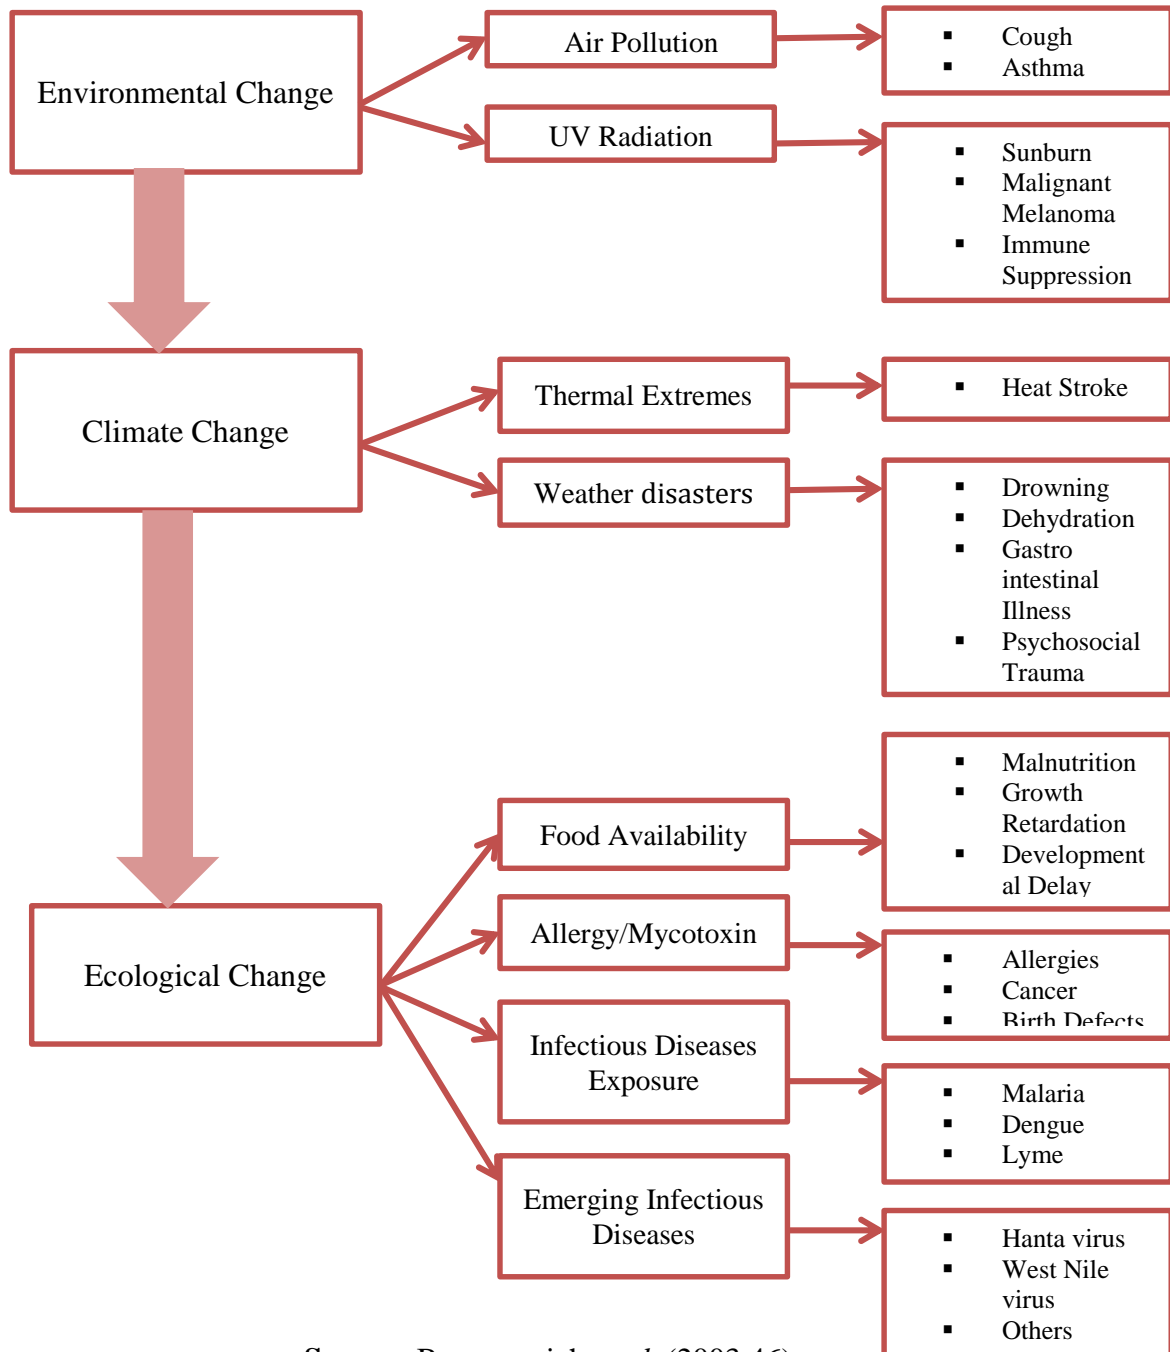 Environmental Change
Air Pollution
▪ Cough
▪ Asthma
UV Radiation
▪ Sunburn
▪ Malignant
Melanoma
▪ Immune
Suppression
Climate Change
Thermal Extremes
▪ Heat Stroke
Weather disasters
▪ Drowning
▪ Dehydration
▪ Gastro
intestinal
Illness
▪ Psychosocial
Trauma
Ecological Change
Food Availability
▪ Malnutrition
▪ Growth
Retardation
▪ Development
al Delay
Allergy/Mycotoxin
▪ Allergies
▪ Cancer
▪ Birth Defects
Infectious Diseases
Exposure
▪ Malaria
▪ Dengue
▪ Lyme
Emerging Infectious
Diseases
▪ Hanta virus
▪ West Nile
virus
▪ Others